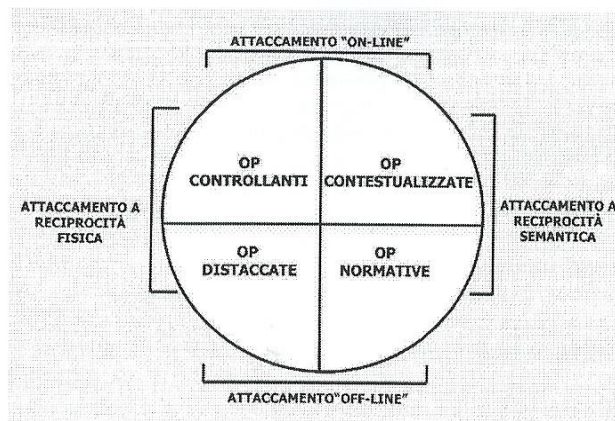 ATTACCAMENTO "ON-LINE"
OP
CONTROLLANTI
OP
CONTESTUALIZZATE
ATTACCAMENTO A
RECIPROCITÀ
FISICA
ATTACCAMENTO A
RECIPROCITÀ
SEMANTICA
OP
DISTACCATE
OP
NORMATIVE
ATTACCAMENTO"OFF-LINE"